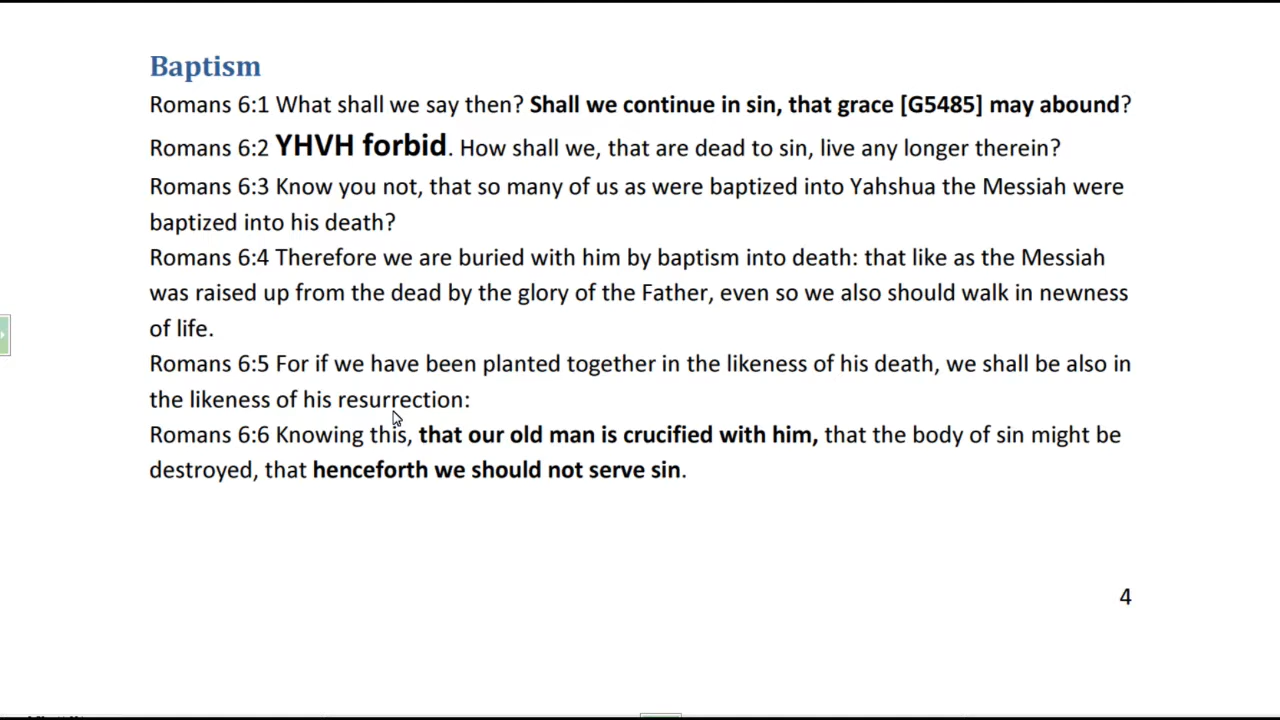 Baptism
Romans 6:1 What shall we say then? Shall we continue in sin, that grace [G5485] may abound?
Romans 6:2 YHVH forbid. How shall we, that are dead to sin, live any longer therein?
Romans 6:3 Know you not, that so many of us as were baptized into Yahshua the Messiah were
baptized into his death?
Romans 6:4 Therefore we are buried with him by baptism into death: that like as the Messiah
was raised up from the dead by the glory of the Father, even so we also should walk in newness
of life.
Romans 6:5 For if we have been planted together in the likeness of his death, we shall be also in
the likeness of his resurrection:
Romans 6:6 Knowing this, that our old man is crucified with him, that the body of sin might be
destroyed, that henceforth we should not serve sin.
4